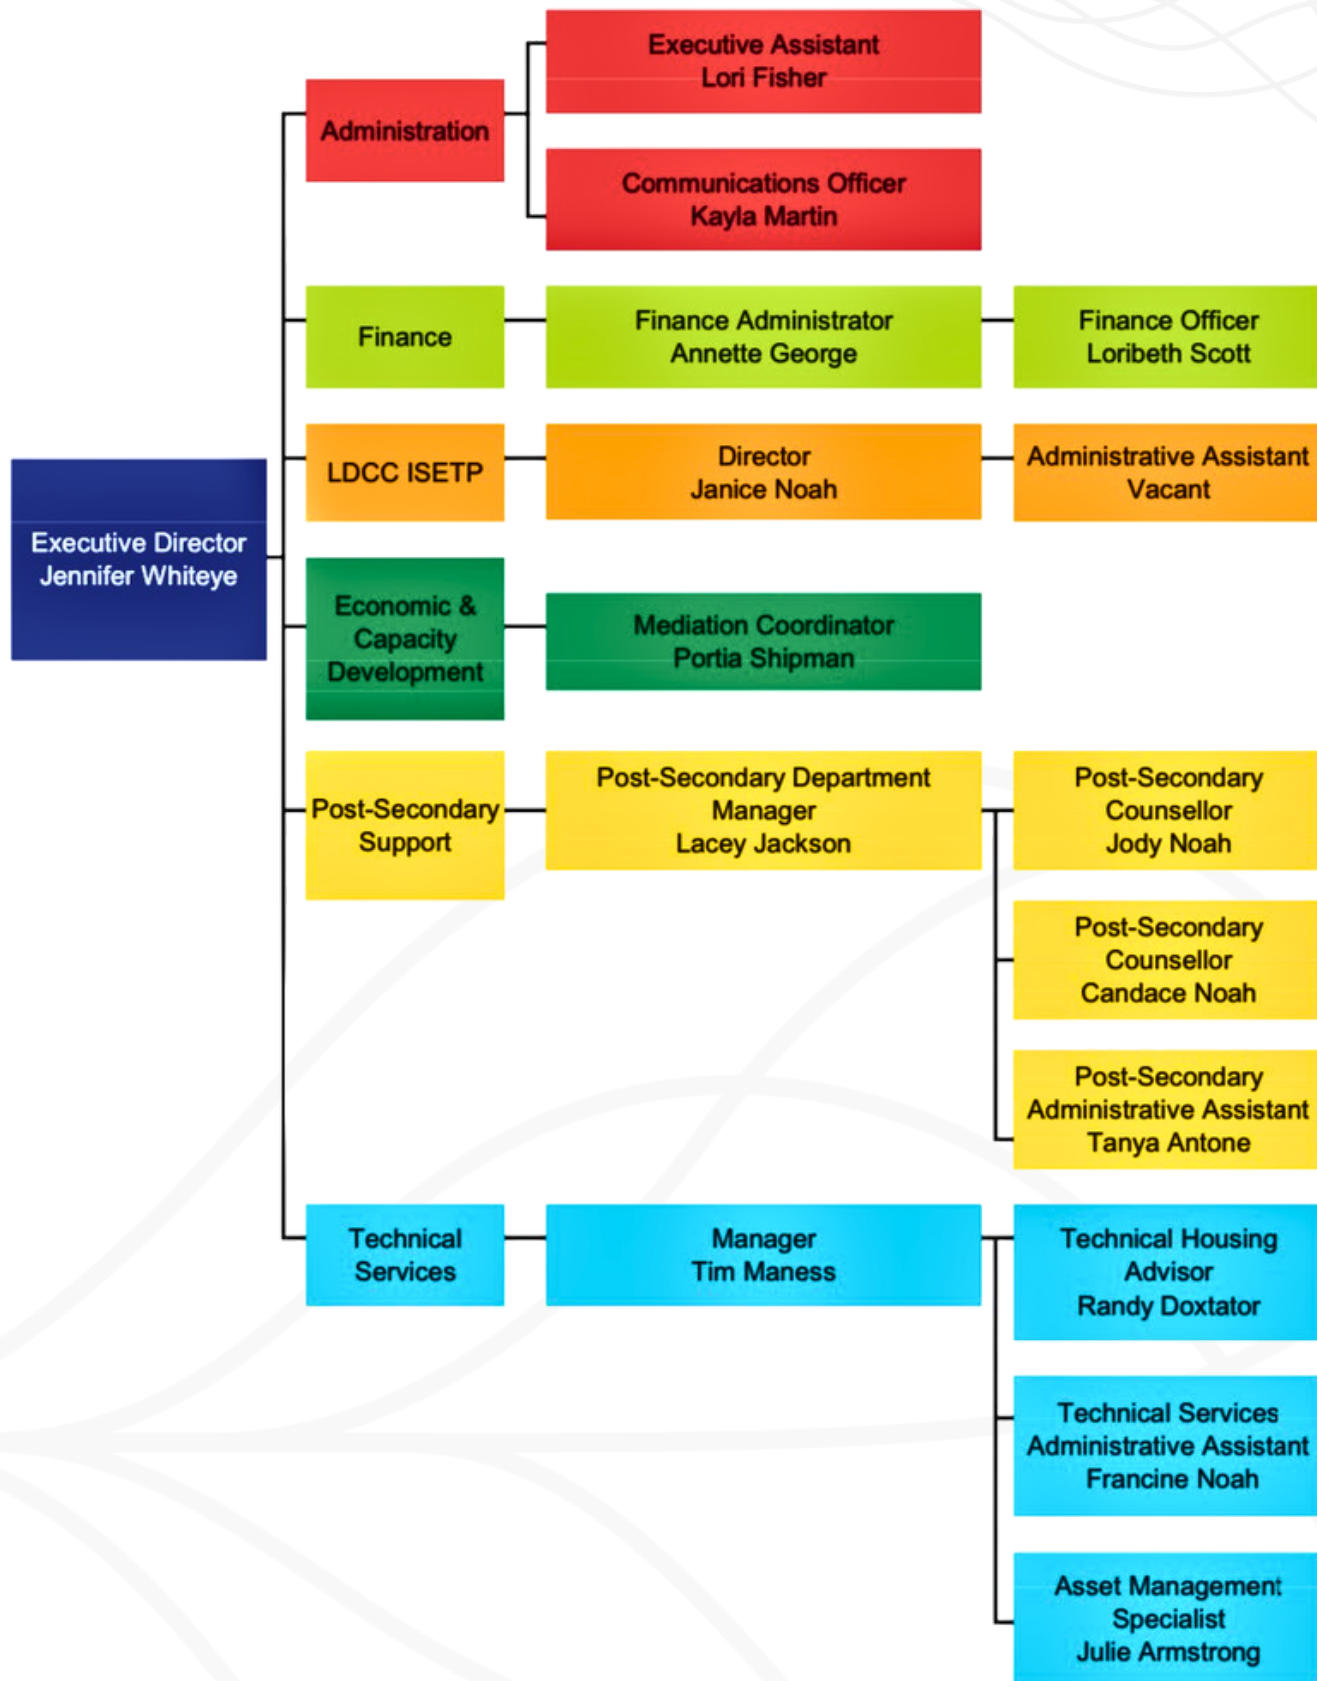 Executive Assistant
Lori Fisher
Administration
Communications Officer
Kayla Martin
Finance
Finance Administrator
Annette George
Finance Officer
Loribeth Scott
LDCC ISETP
Director
Janice Noah
Administrative Assistant
Vacant
Executive Director
Jennifer Whiteye
Economic &
Capacity
Development
Mediation Coordinator
Portia Shipman
Post-Secondary
Support
Post-Secondary Department
Manager
Lacey Jackson
Post-Secondary
Counsellor
Jody Noah
Post-Secondary
Counsellor
Candace Noah
Post-Secondary
Administrative Assistant
Tanya Antone
Technical
Services
Manager
Tim Maness
Technical Housing
Advisor
Randy Doxtator
Technical Services
Administrative Assistant
Francine Noah
Asset Management
Specialist
Julie Armstrong